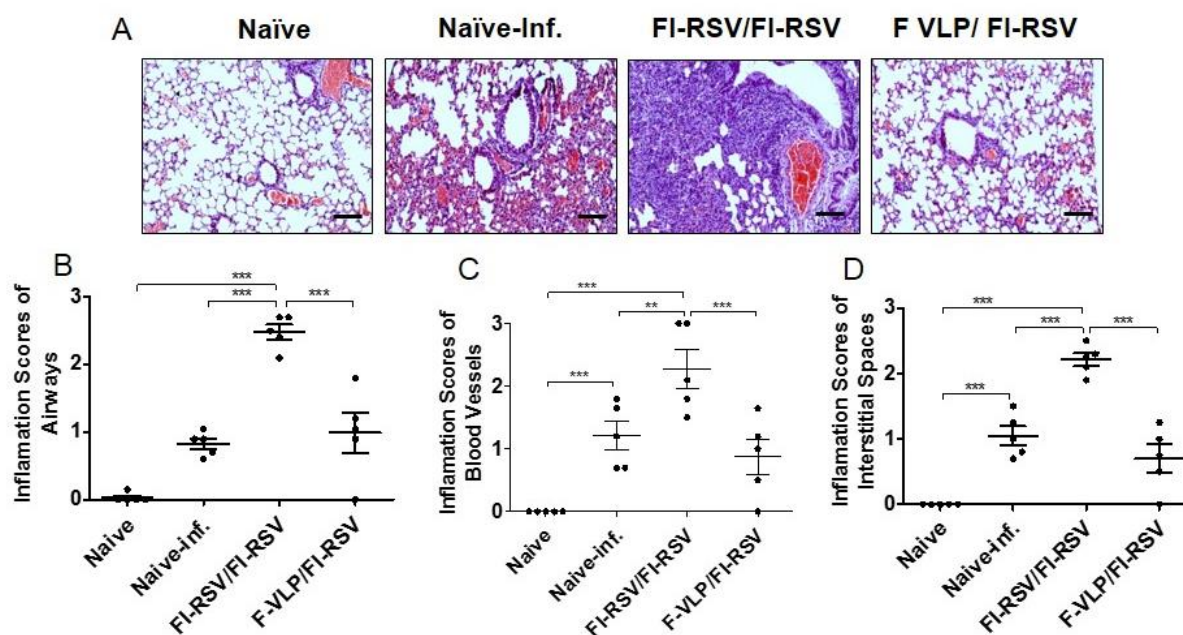 A
Naïve
Naïve-Inf.
FI-RSV/FI-RSV
F VLP/ FI-RSV
B
Inflamation Scores of
Airways
3
2
1
0
***
***
***
Naive
Naive-inf.
FI-RSV/FI-RSV
F-VLP/FI-RSV
C
Inflamation Scores of
Blood Vessels
3
2
1
0
***
**
***
***
Naive
Naive-inf.
FI-RSV/FI-RSV
F-VLP/FI-RSV
D
Inflamation Scores of
Interstitial Spaces
3
2
1
0
***
***
***
***
Naive
Naive-inf.
FI-RSV/FI-RSV
F-VLP/FI-RSV